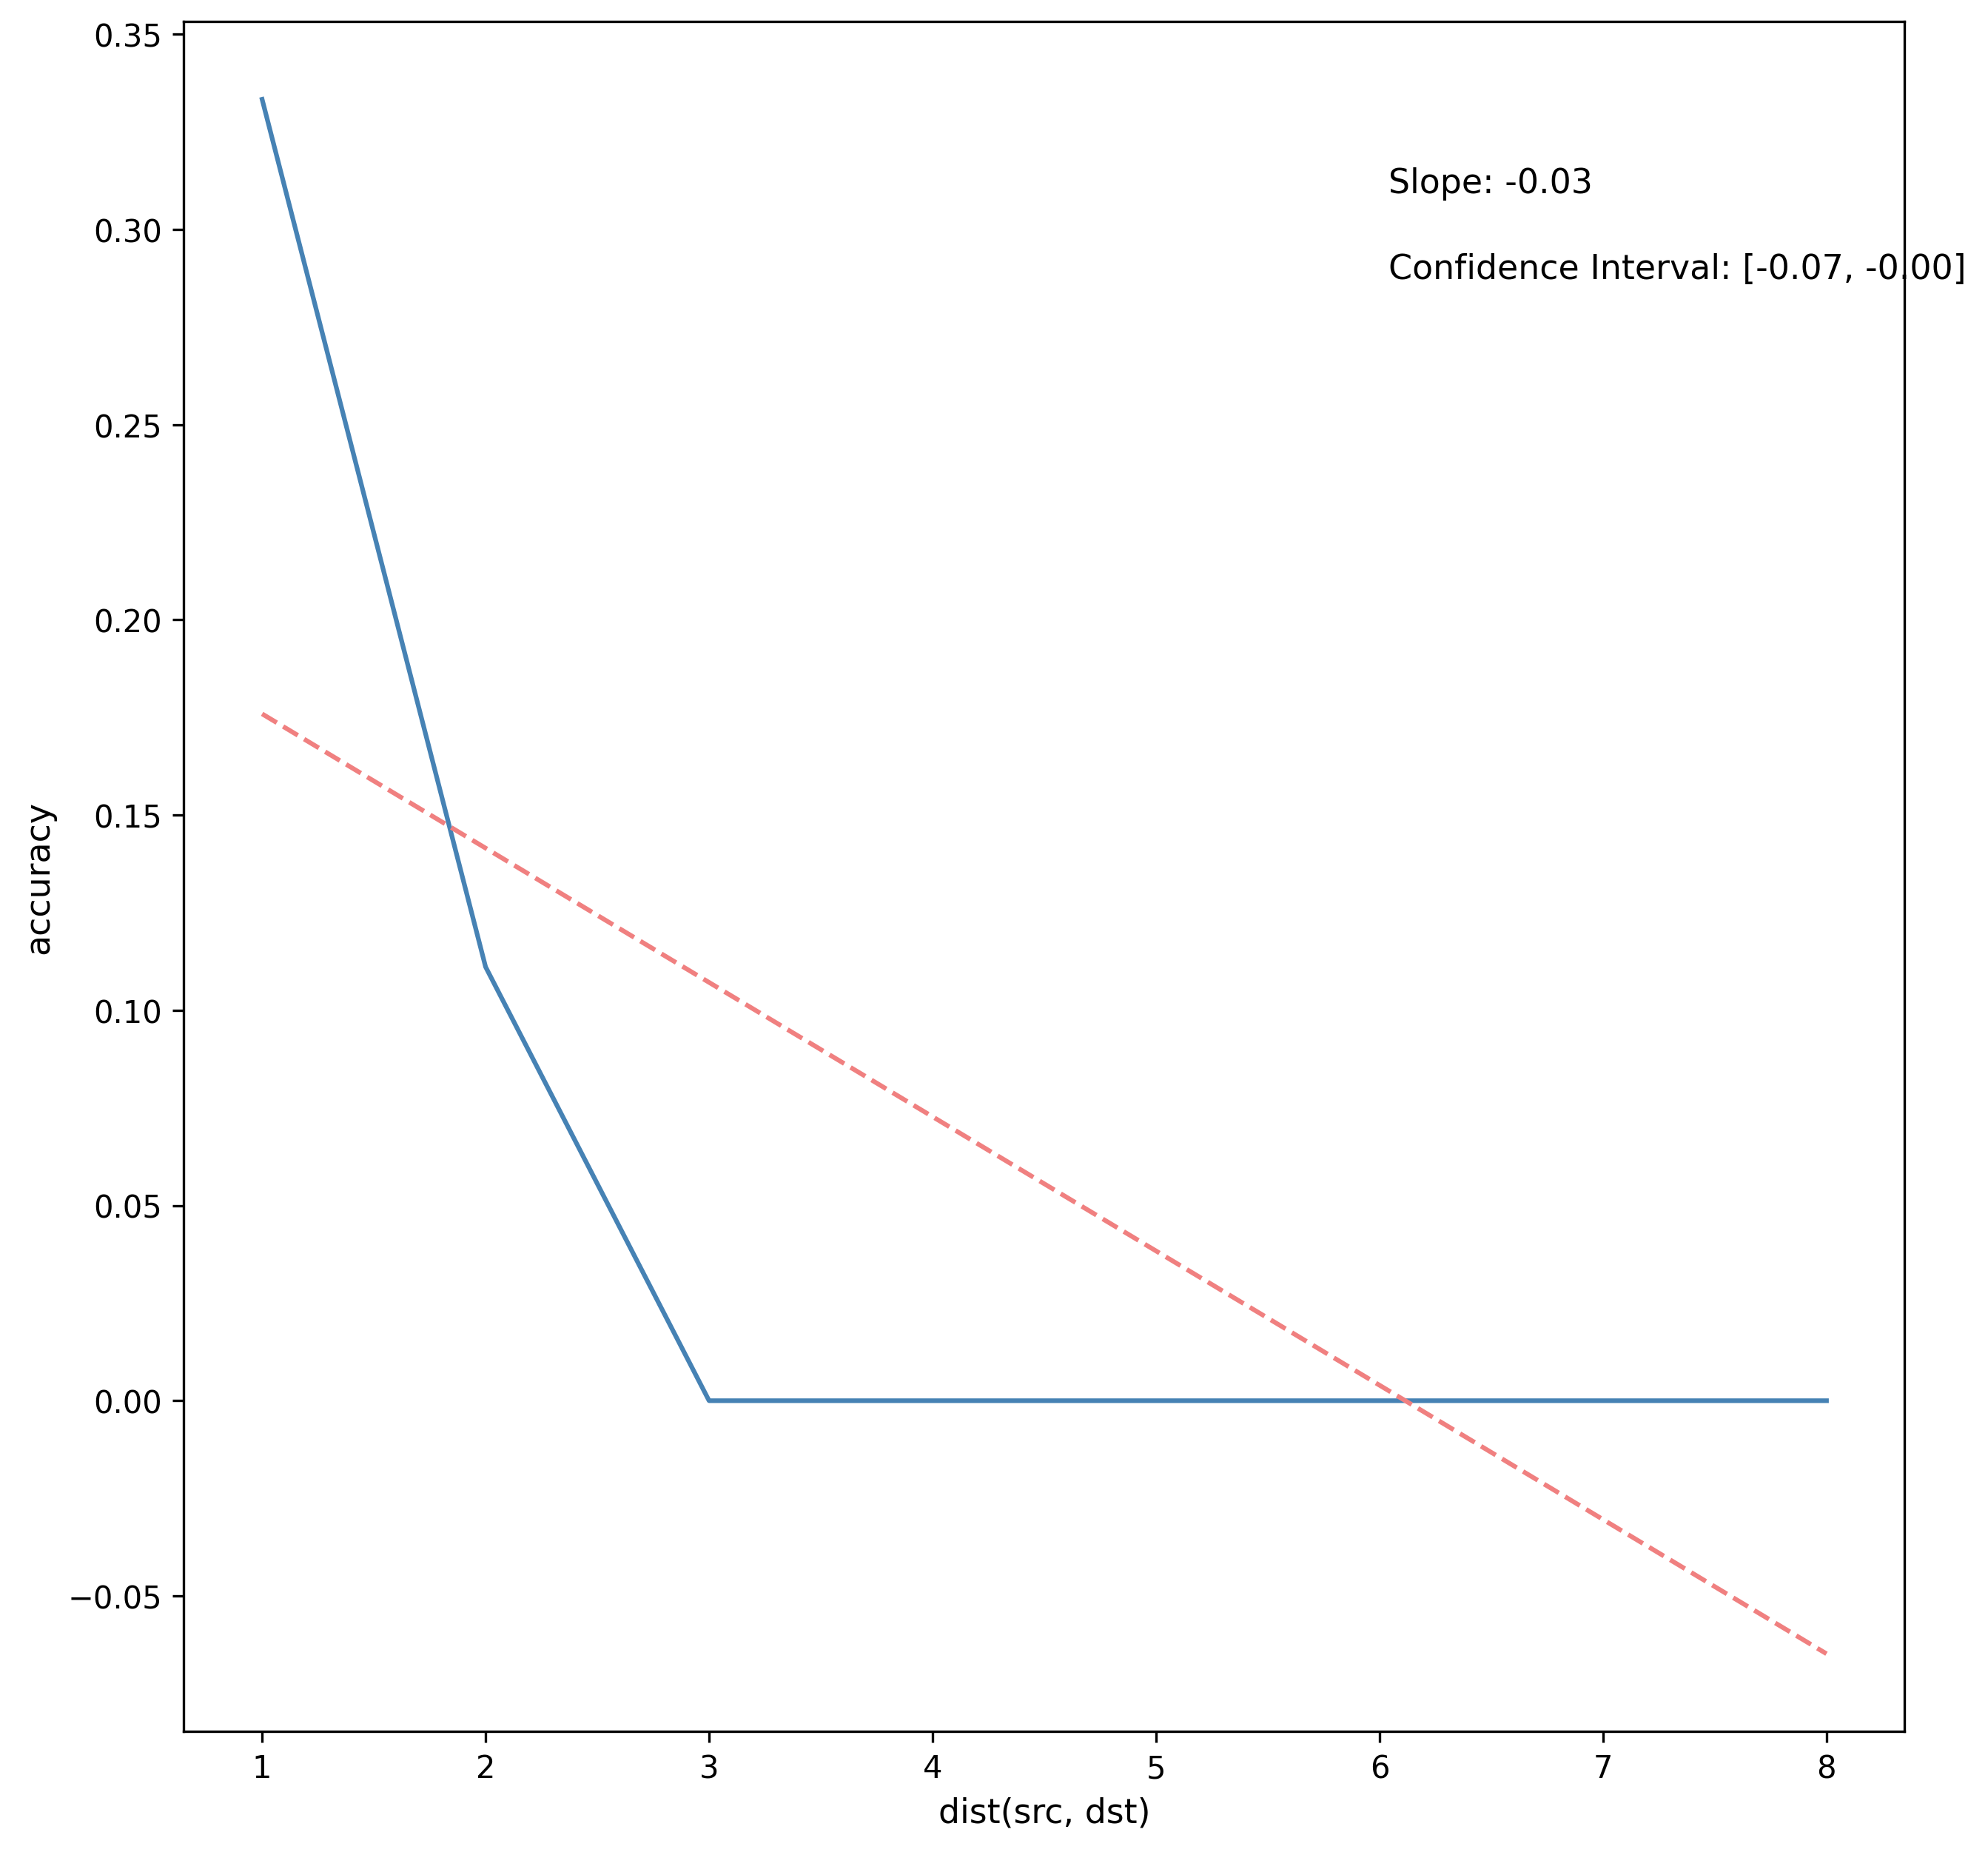 0.35
0.30
0.25
0.20
0.15
0.10
0.05
0.00
−0.05
accuracy
Slope: -0.03
Confidence Interval: [-0.07, -0.00]
1 2 3 4 5 6 7 8
dist(src, dst)